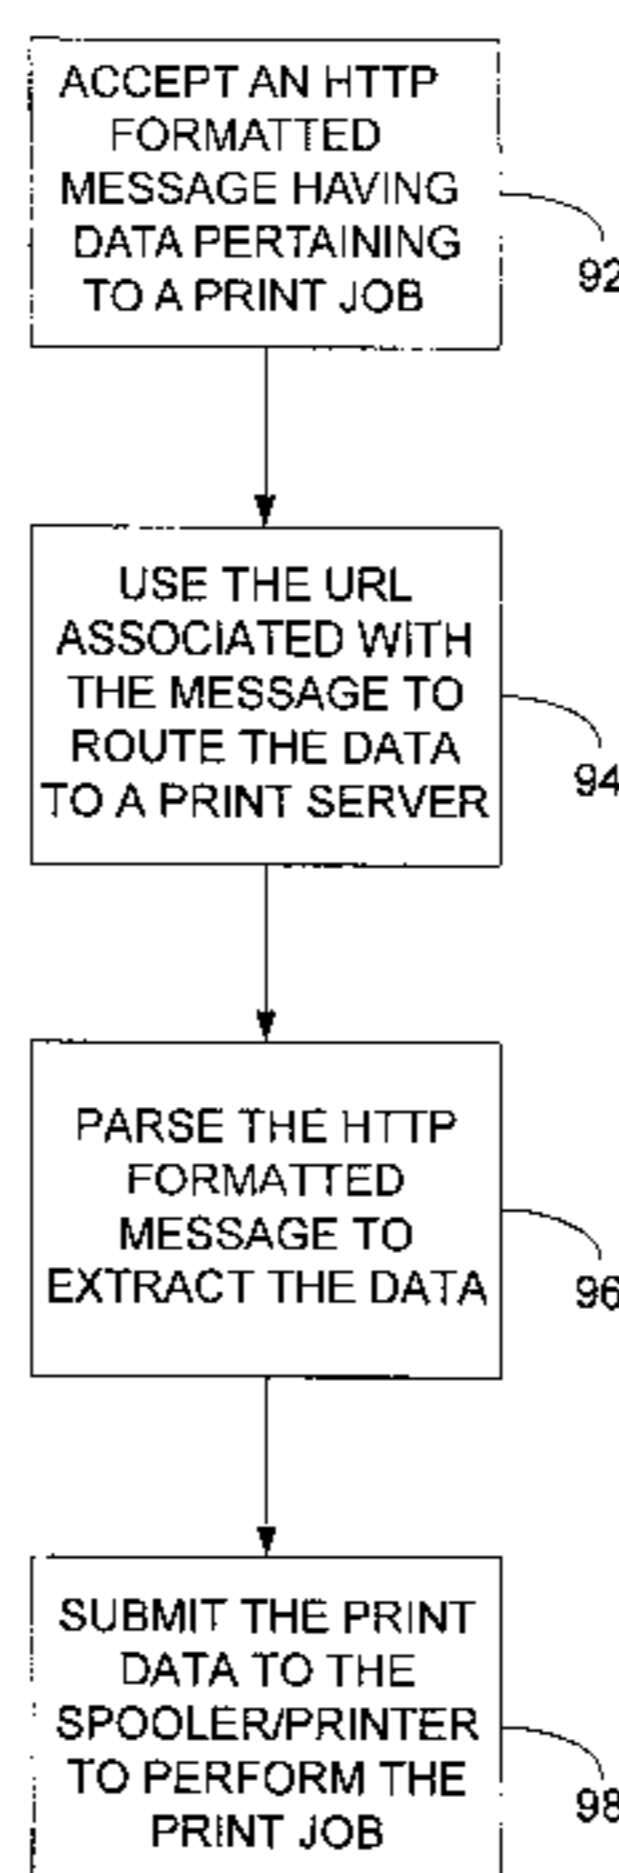 ACCEPT AN HTTP
FORMATTED
MESSAGE HAVING
DATA PERTAINING
TO A PRINT JOB
92
USE THE URL
ASSOCIATED WITH
THE MESSAGE TO
ROUTE THE DATA
TO A PRINT SERVER
94
PARSE THE HTTP
FORMATTED
MESSAGE TO
EXTRACT THE DATA
96
SUBMIT THE PRINT
DATA TO THE
SPOOLER/PRINTER
TO PERFORM THE
PRINT JOB
98